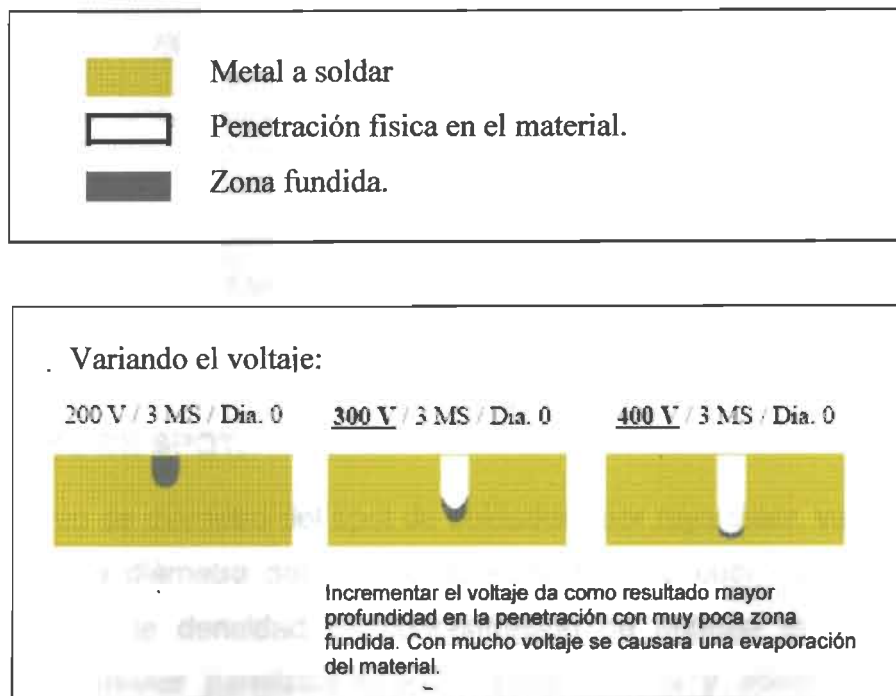 Metal a soldar
Penetración fisica en el material.
Zona fundida.
Variando el voltaje:
200 V / 3 MS / Dia. 0
300 V / 3 MS / Dia. 0
400 V / 3 MS / Dia. 0
Incrementar el voltaje da como resultado mayor
profundidad en la penetración con muy poca zona
fundida. Con mucho voltaje se causara una evaporación
del material.